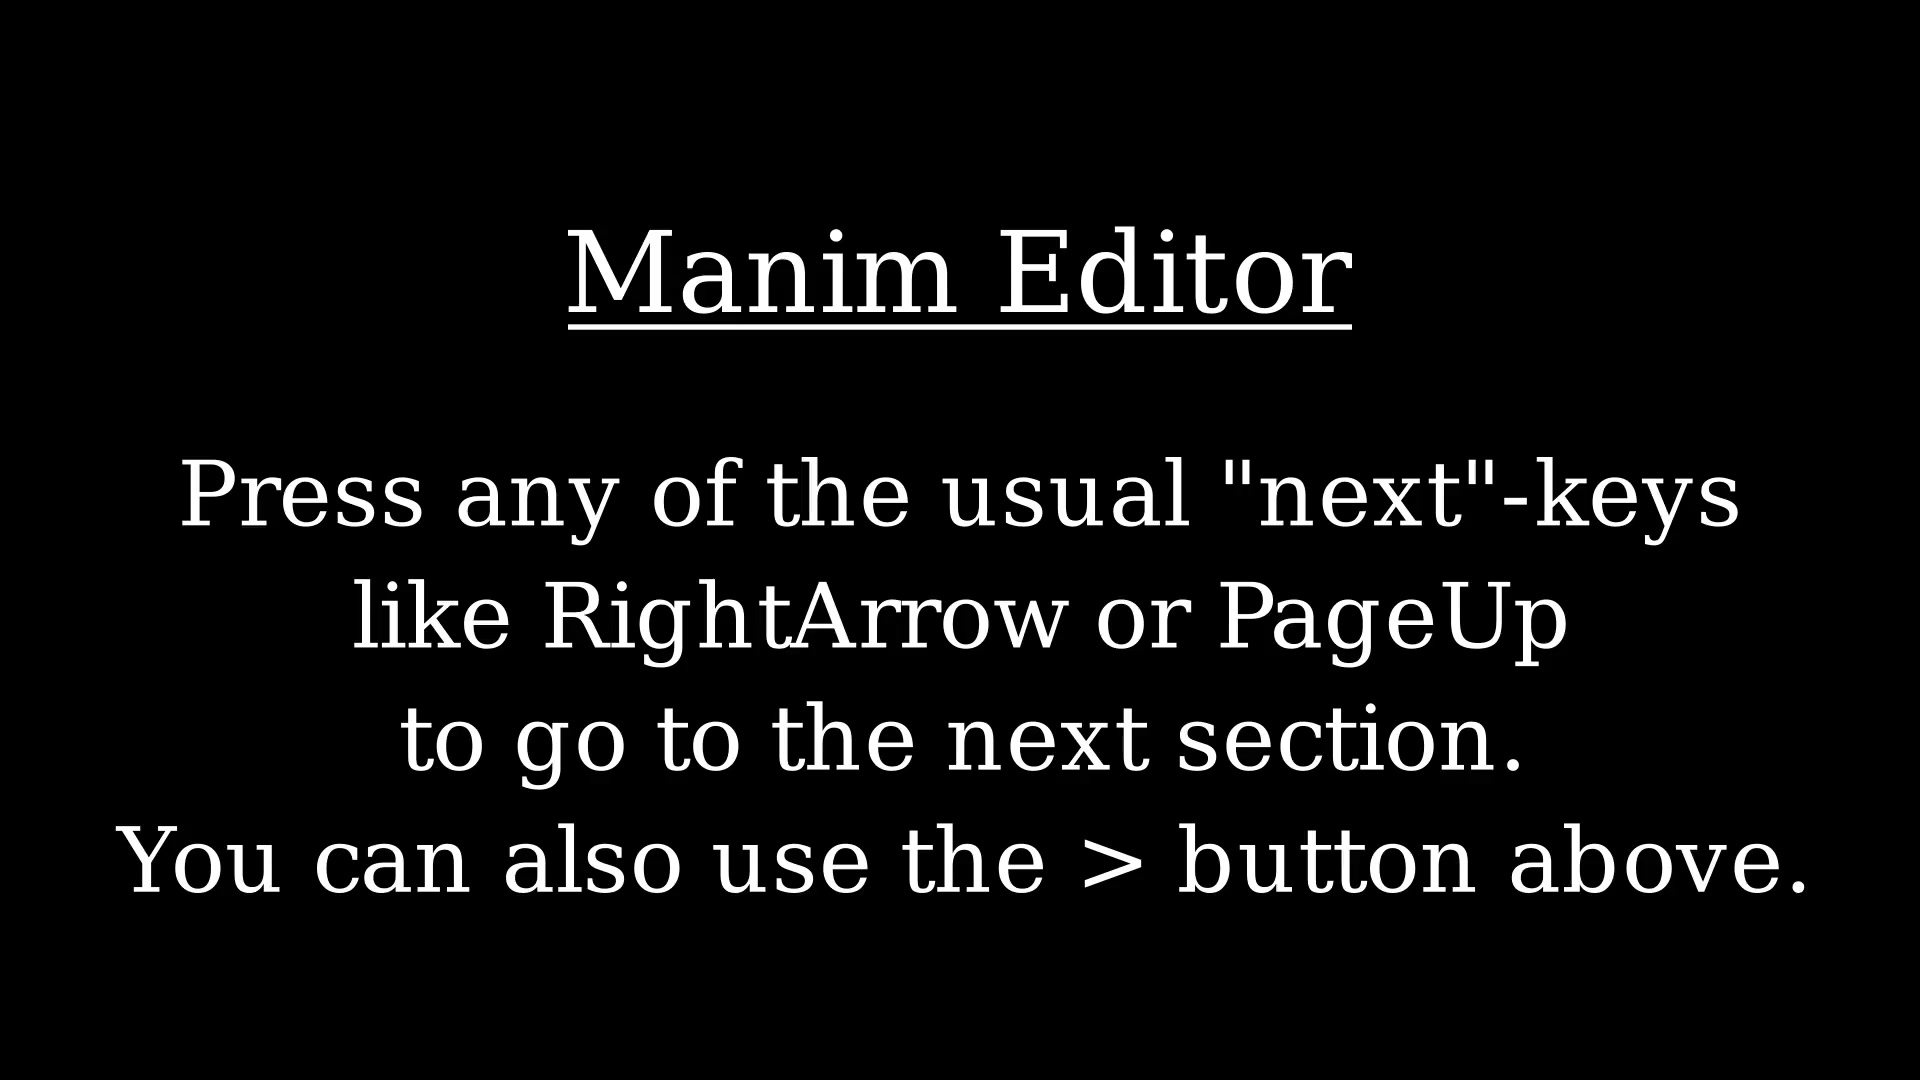 Manim Editor
Press any of the usual "next"-keys
like RightArrow or PageUp
to go to the next section.
You can also use the > button above.